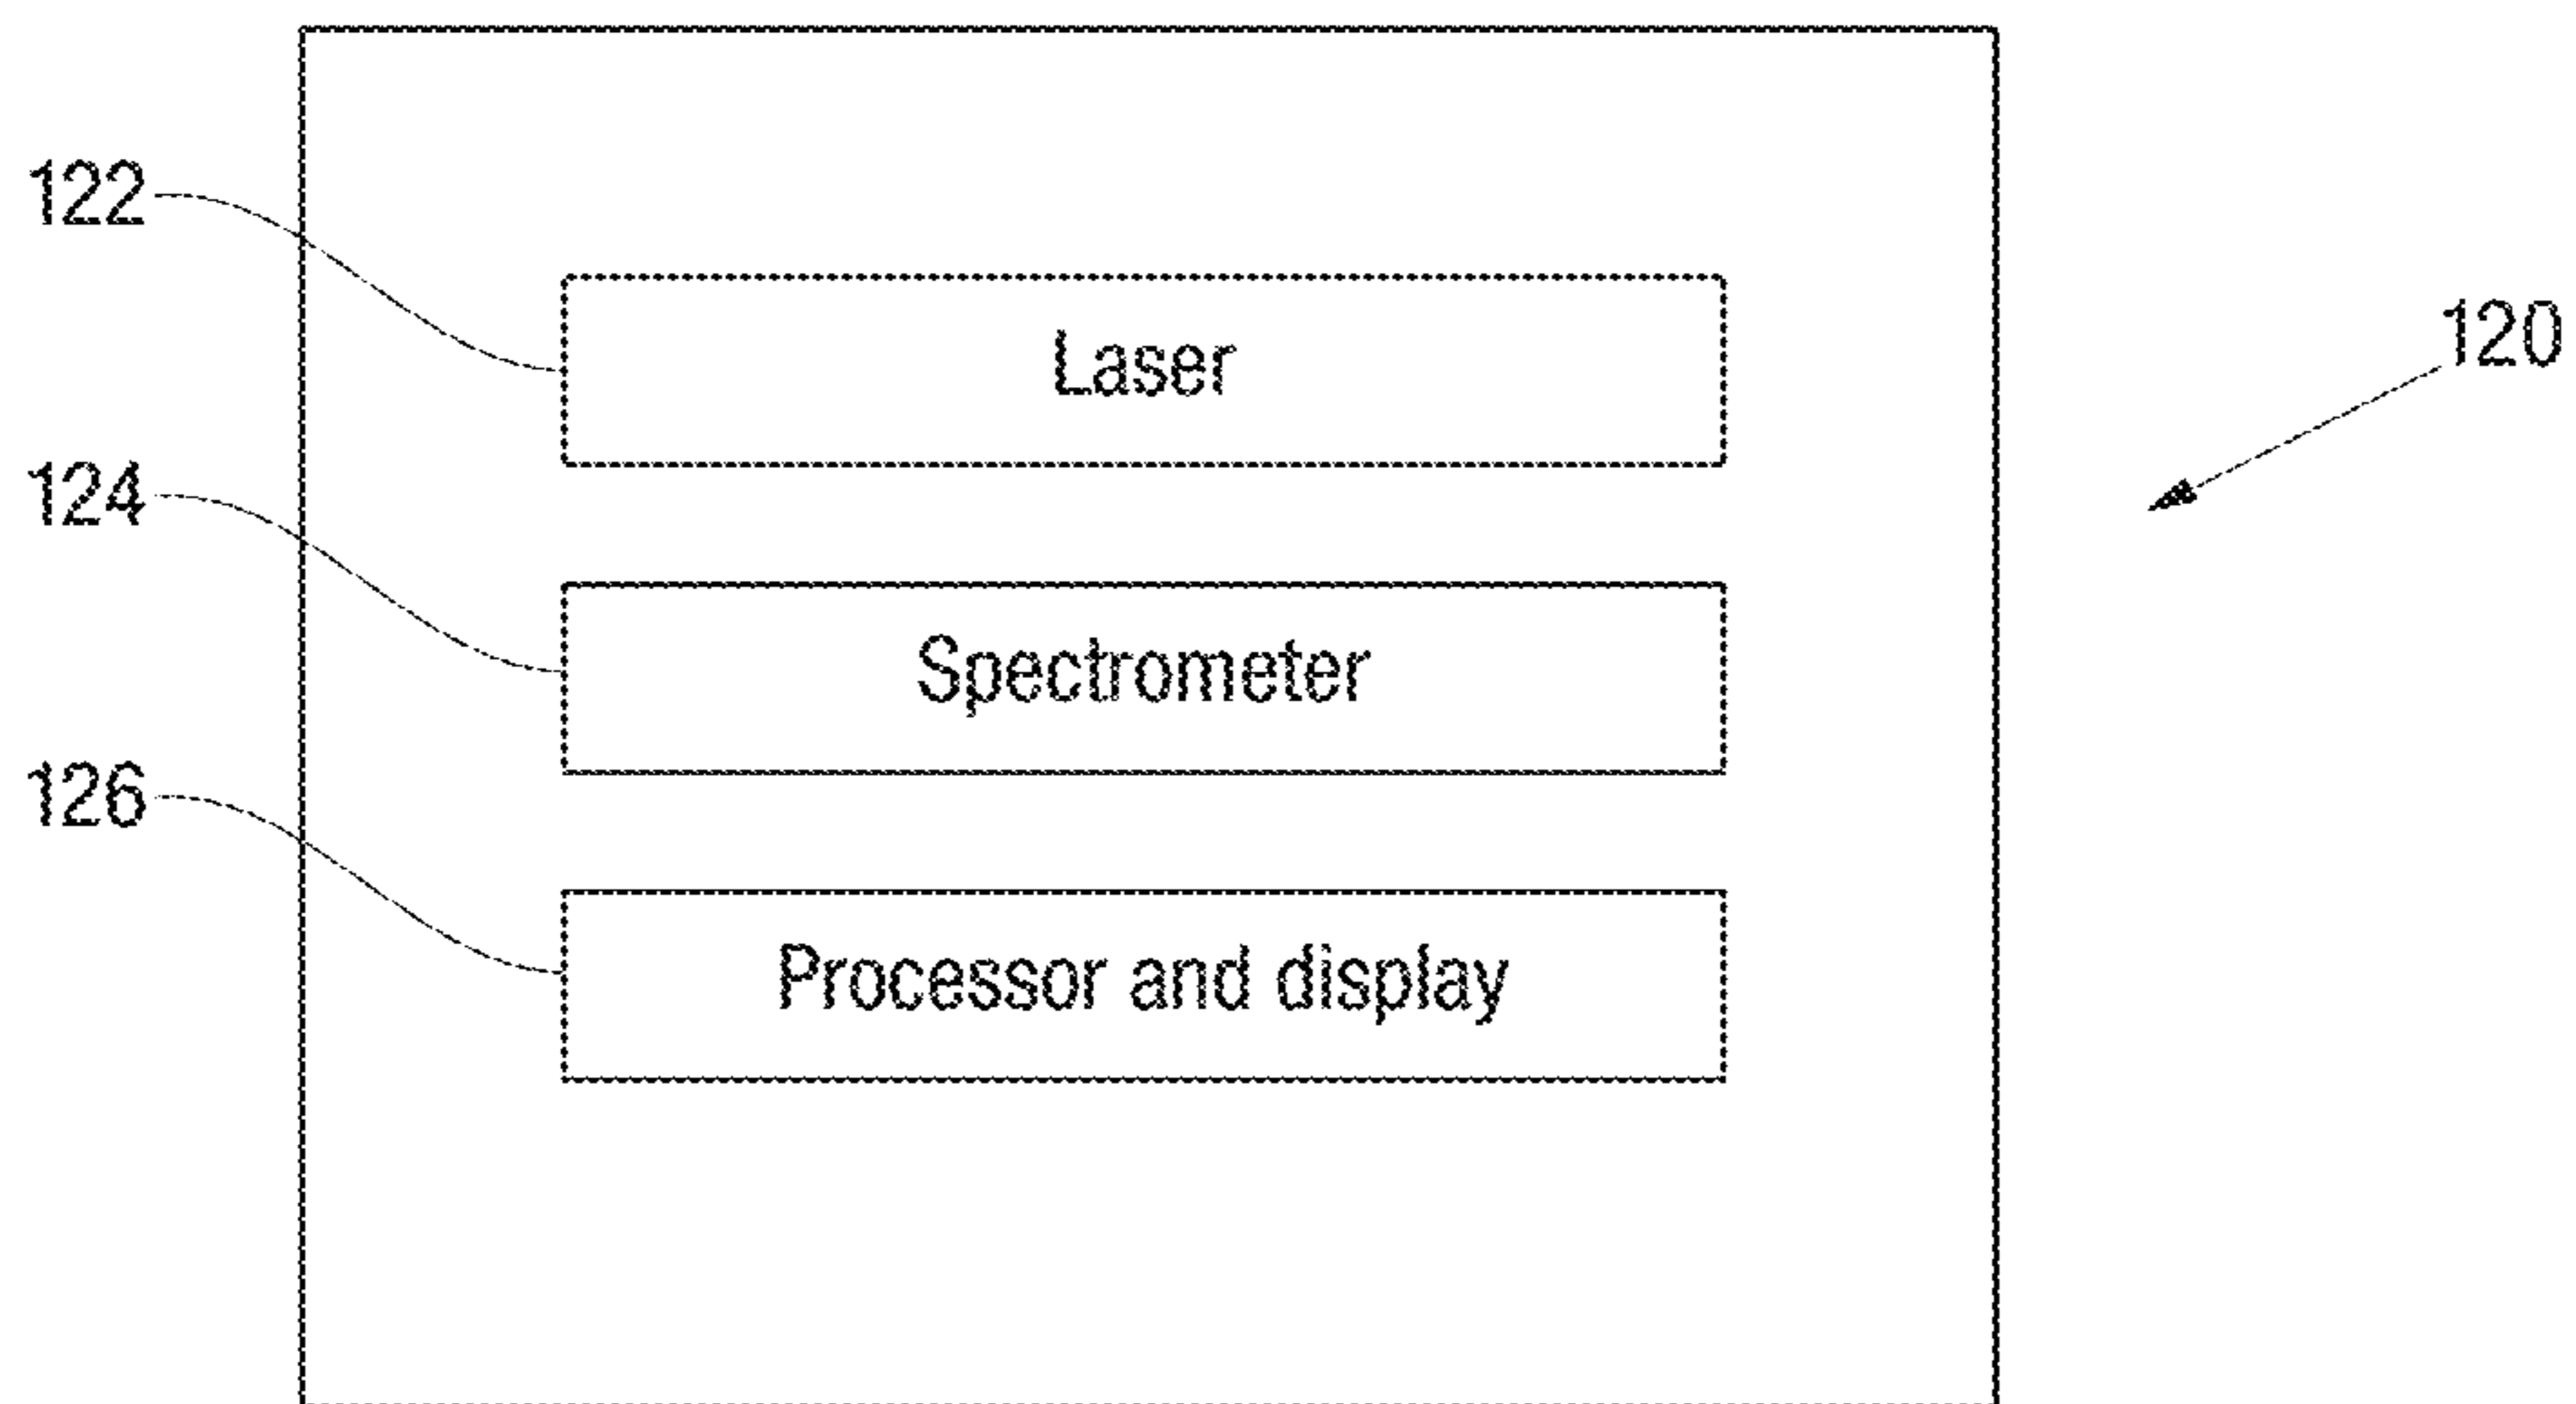 122
Laser
120
124
Spectrometer
126
Processor and display